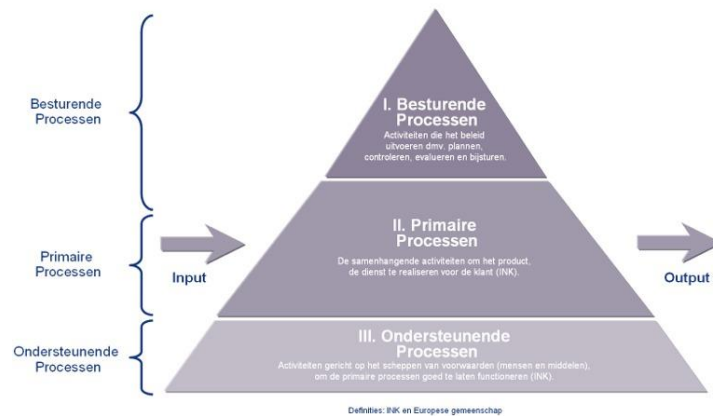 Besturende
Processen
I. Besturende
Processen
Activiteiten die het beleid
uitvoeren dmv. plannen,
controleren, evalueren en bijsturen.
Primaire
Processen
Input
II. Primaire
Processen
De samenhangende activiteiten om het product,
de dienst te realiseren voor de klant (INK).
Output
Ondersteunende
Processen
III. Ondersteunende
Processen
Activiteiten gericht op het scheppen van voorwaarden (mensen en middelen),
om de primaire processen goed te laten functioneren (INK).
Definities: INK en Europese gemeenschap